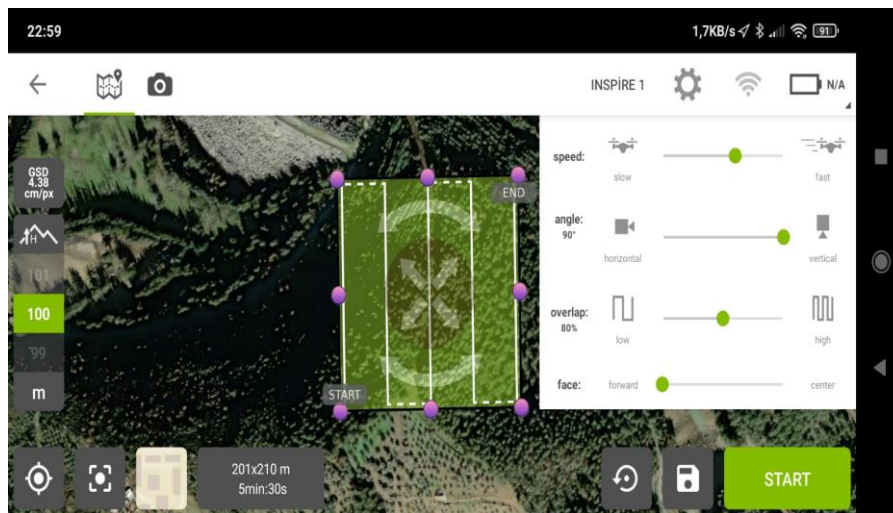 22:59
1,7KB/s
91
INSPİRE 1
N/A
GSD
4.38
cm/px
H
101
100
99
m
END
START
speed:
slow
fast
angle:
90°
horizontal
vertical
overlap:
80%
low
high
face:
forward
center
201x210 m
5min:30s
START